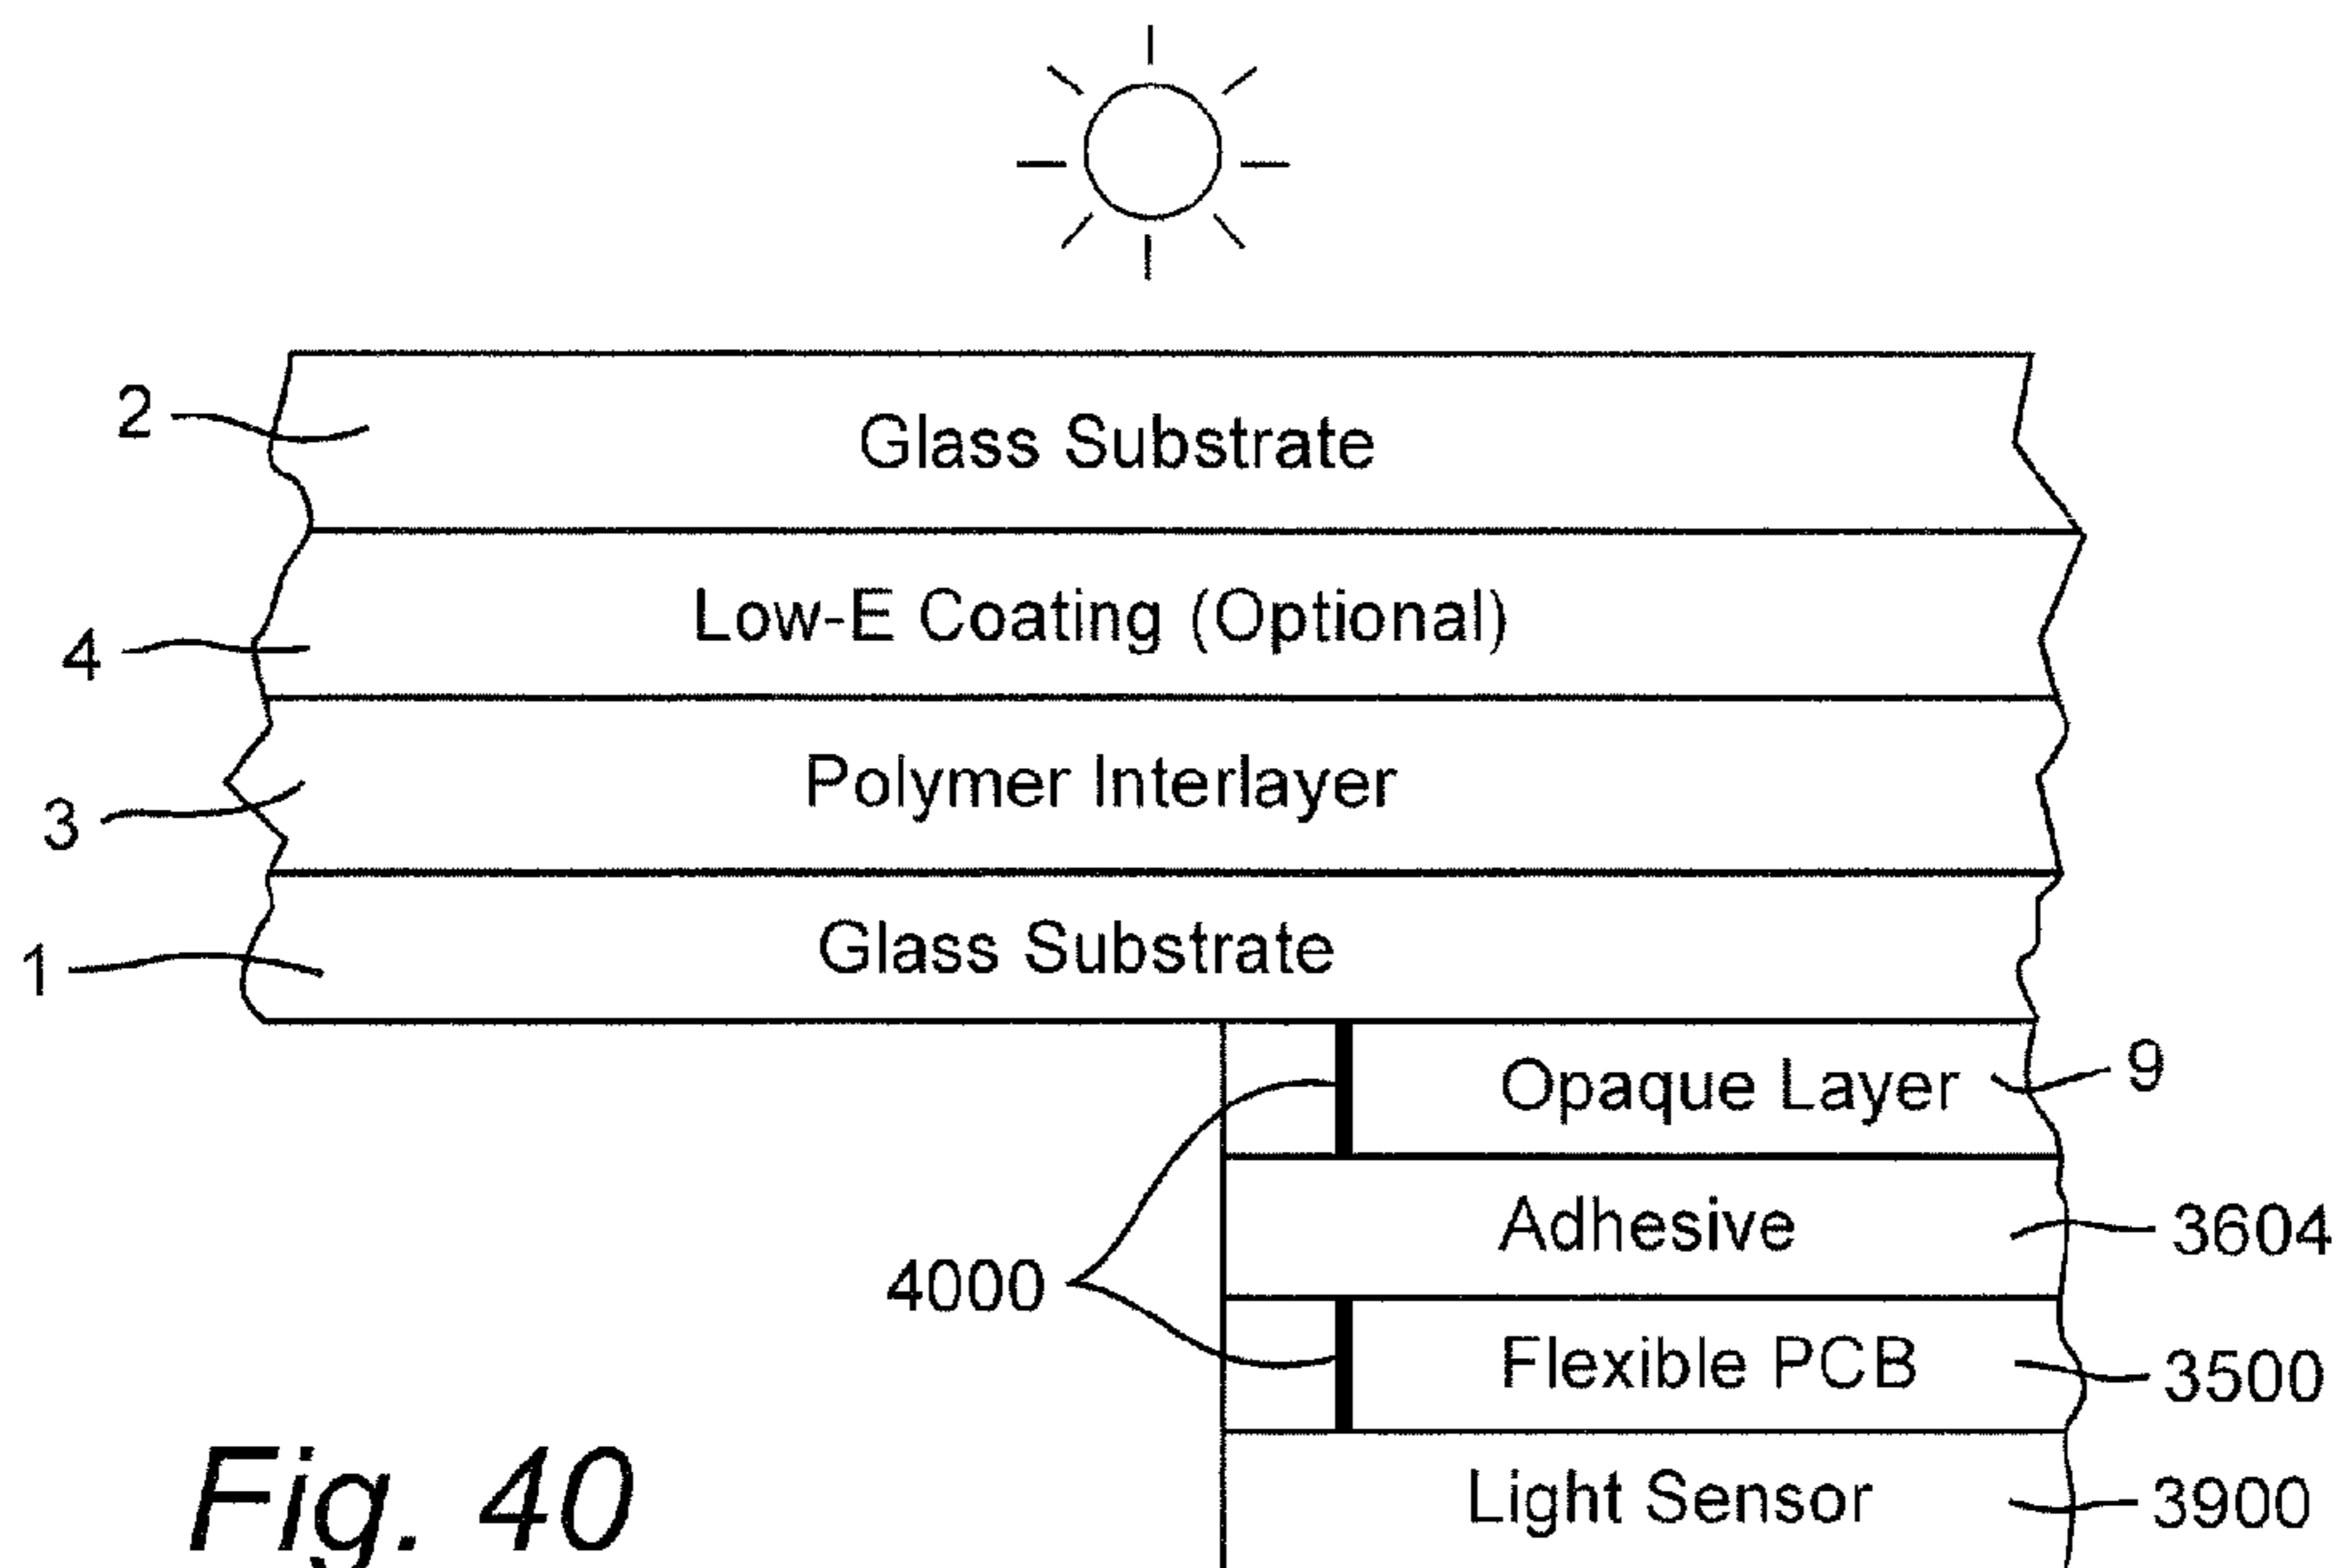 2 Glass Substrate
4 Low-E Coating (Optional)
3 Polymer Interlayer
1 Glass Substrate
Opaque Layer 9
Adhesive 3604
4000
Flexible PCB 3500
Light Sensor 3900
Fig. 40